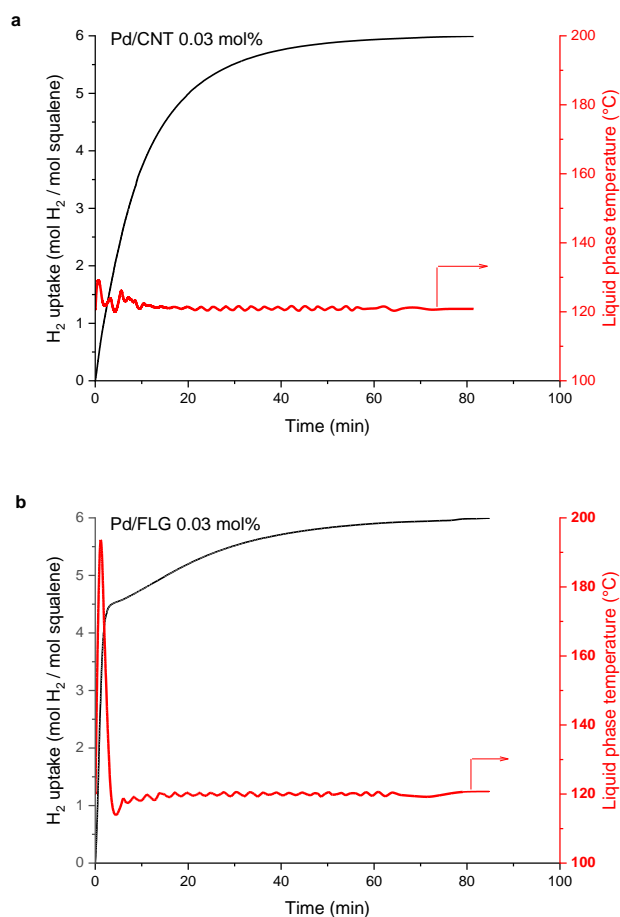 a
Pd/CNT 0.03 mol%
H₂ uptake (mol H₂ / mol squalene)
6
5
4
3
2
1
0
200
180
160
140
120
100
Liquid phase temperature (°C)
0 20 40 60 80 100
Time (min)
b
Pd/FLG 0.03 mol%
H₂ uptake (mol H₂ / mol squalene)
6
5
4
3
2
1
0
200
180
160
140
120
100
Liquid phase temperature (°C)
0 20 40 60 80 100
Time (min)